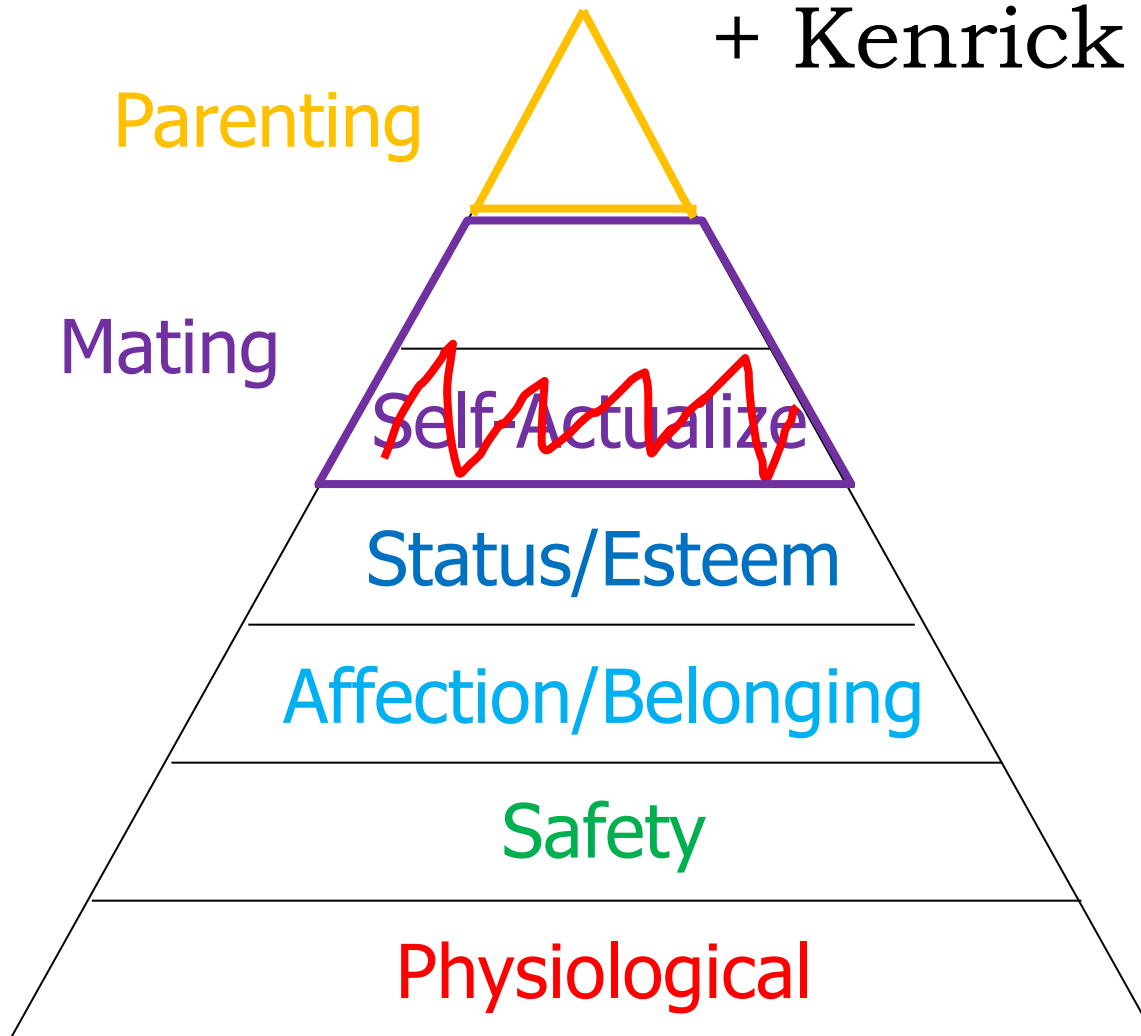 + Kenrick
Parenting
Mating
Self-Actualize
Status/Esteem
Affection/Belonging
Safety
Physiological